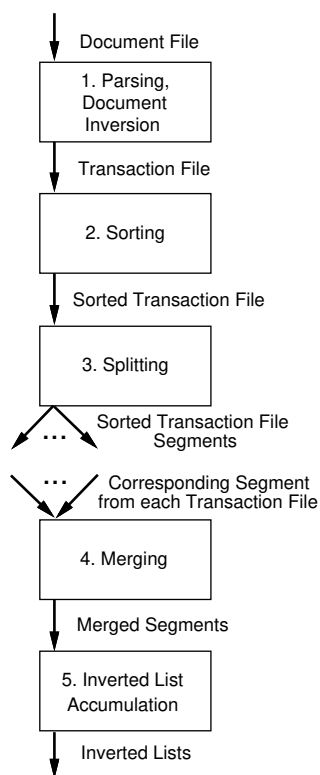 Document File
1. Parsing,
Document
Inversion
Transaction File
2. Sorting
Sorted Transaction File
3. Splitting
...
Sorted Transaction File
Segments
...
Corresponding Segment
from each Transaction File
4. Merging
Merged Segments
5. Inverted List
Accumulation
Inverted Lists